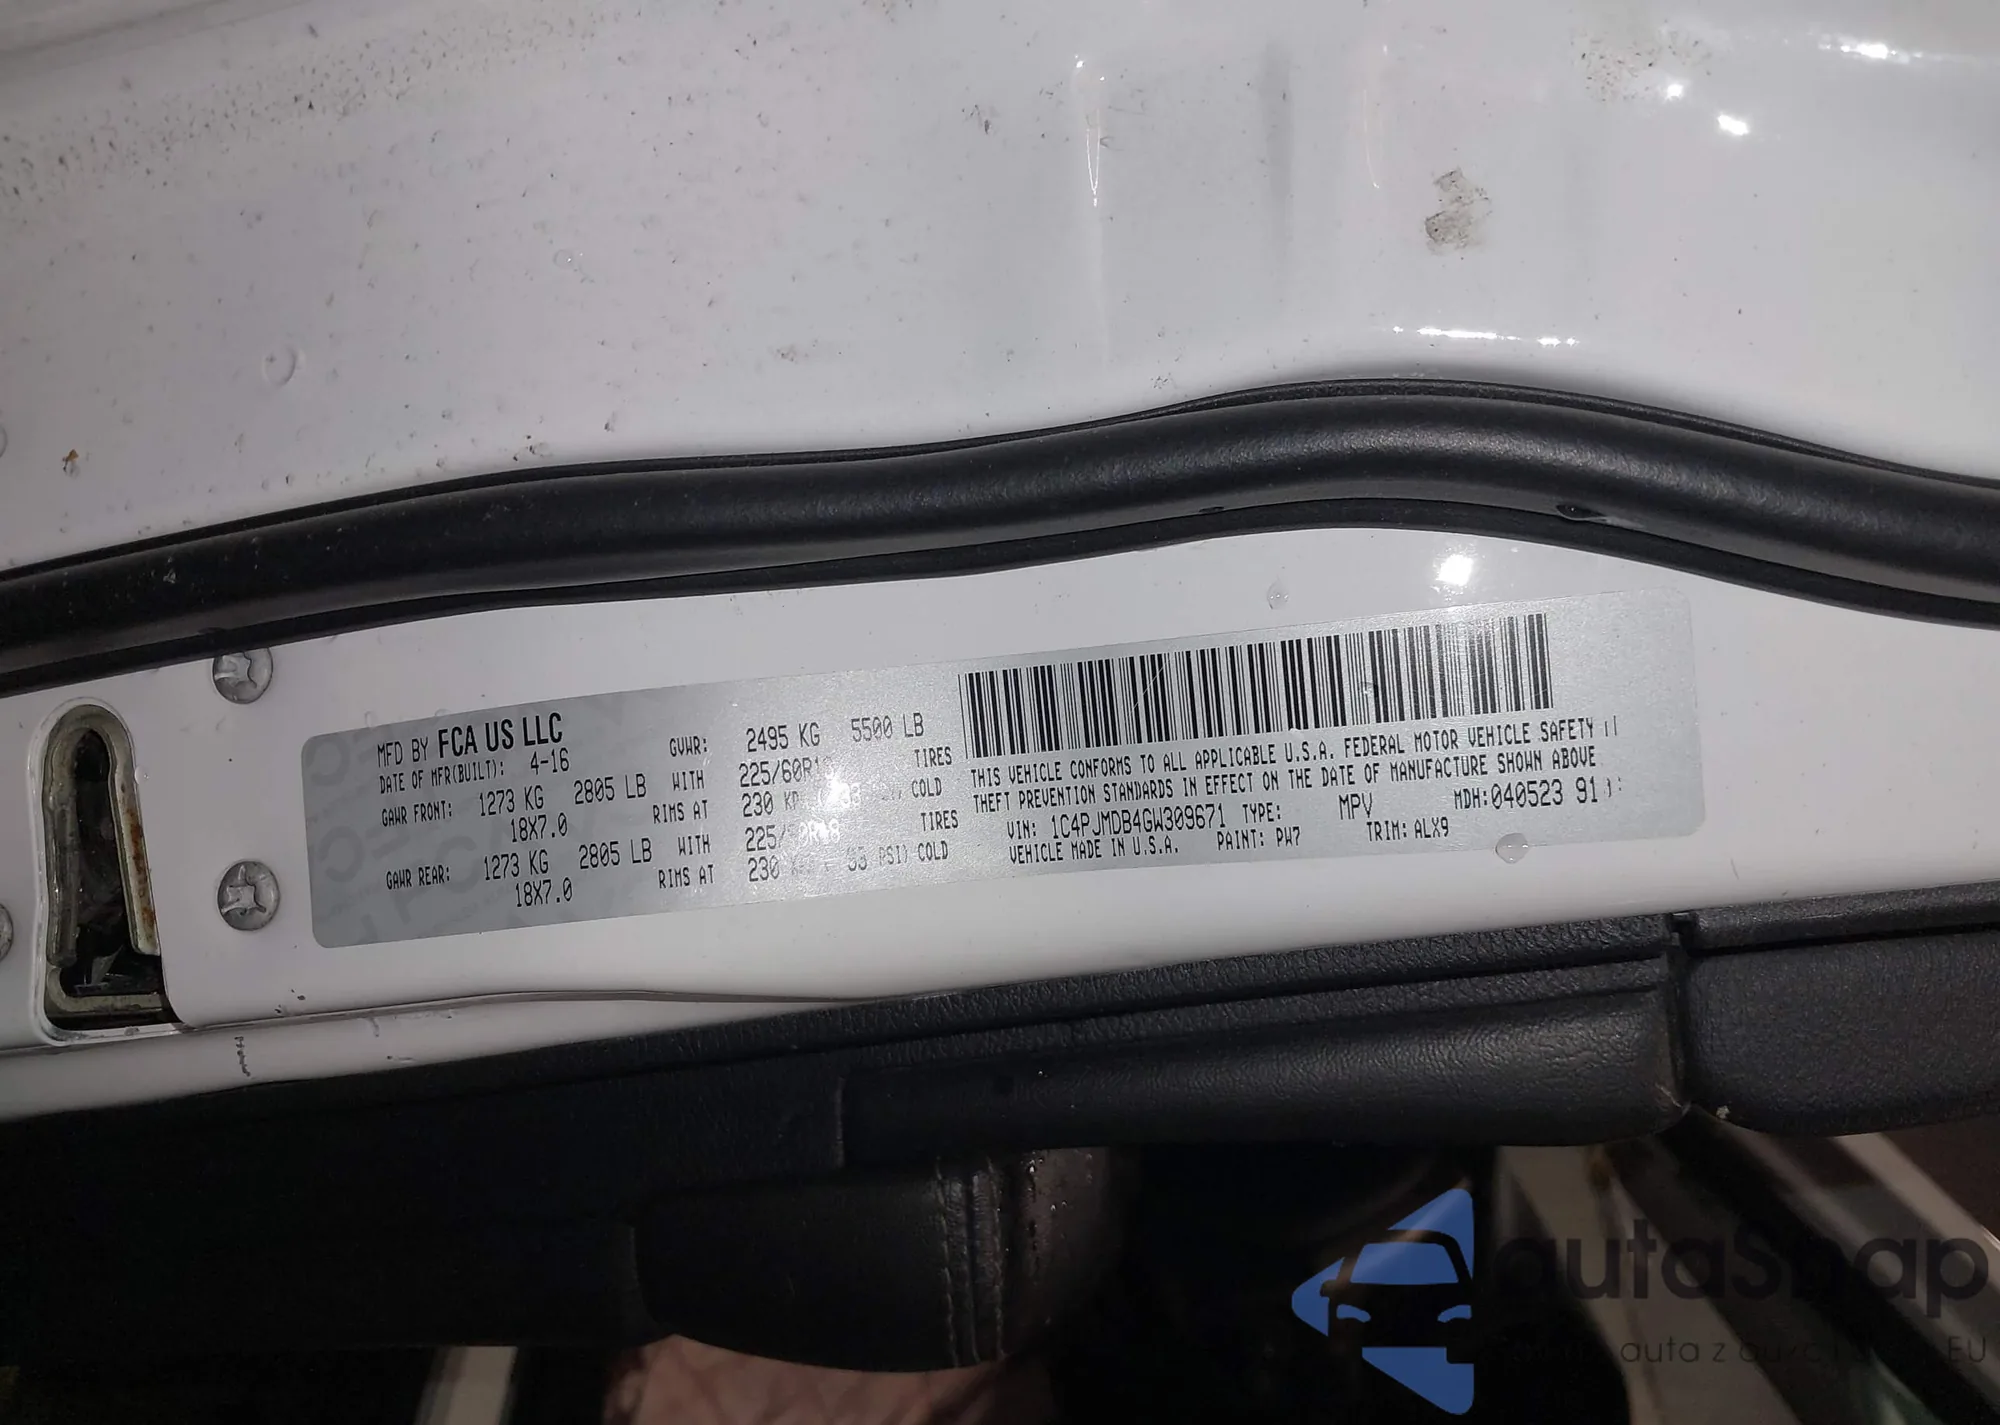 MFD BY FCA US LLC
DATE OF MFR(BUILT): 4-16
GVWR: 2495 KG 5500 LB
GAWR FRONT: 1273 KG 2805 LB WITH TIRES
18X7.0 RIMS AT 230 COLD
GAWR REAR: 1273 KG 2805 LB WITH TIRES
18X7.0 RIMS AT 230 PSI) COLD
THIS VEHICLE CONFORMS TO ALL APPLICABLE U.S.A. FEDERAL MOTOR VEHICLE SAFETY
THEFT PREVENTION STANDARDS IN EFFECT ON THE DATE OF MANUFACTURE SHOWN ABOVE
VIN: 1C4PJMDB4GW309671 TYPE: MPV MDH:040523 91
VEHICLE MADE IN U.S.A. PAINT: PW7 TRIM: ALX9
autaSnap
auta z EU